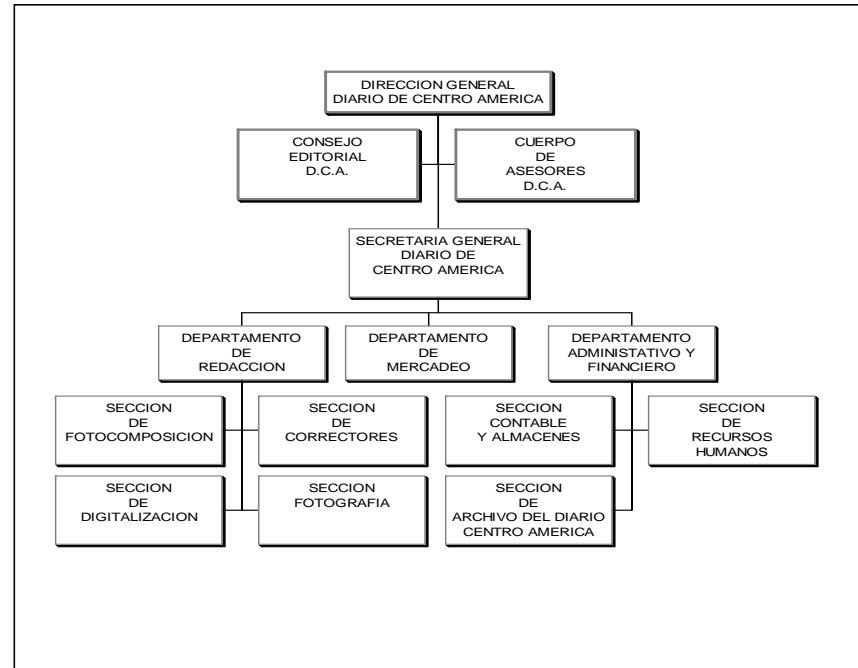 DIRECCION GENERAL
DIARIO DE CENTRO AMERICA
CONSEJO
EDITORIAL
D.C.A.
CUERPO
DE
ASESORES
D.C.A.
SECRETARIA GENERAL
DIARIO DE
CENTRO AMERICA
DEPARTAMENTO
DE
REDACCION
DEPARTAMENTO
DE
MERCADEO
DEPARTAMENTO
ADMINISTATIVO Y
FINANCIERO
SECCION
DE
FOTOCOMPOSICION
SECCION
DE
CORRECTORES
SECCION
CONTABLE
Y ALMACENES
SECCION
DE
RECURSOS
HUMANOS
SECCION
DE
DIGITALIZACION
SECCION
FOTOGRAFIA
SECCION
DE
ARCHIVO DEL DIARIO
CENTRO AMERICA